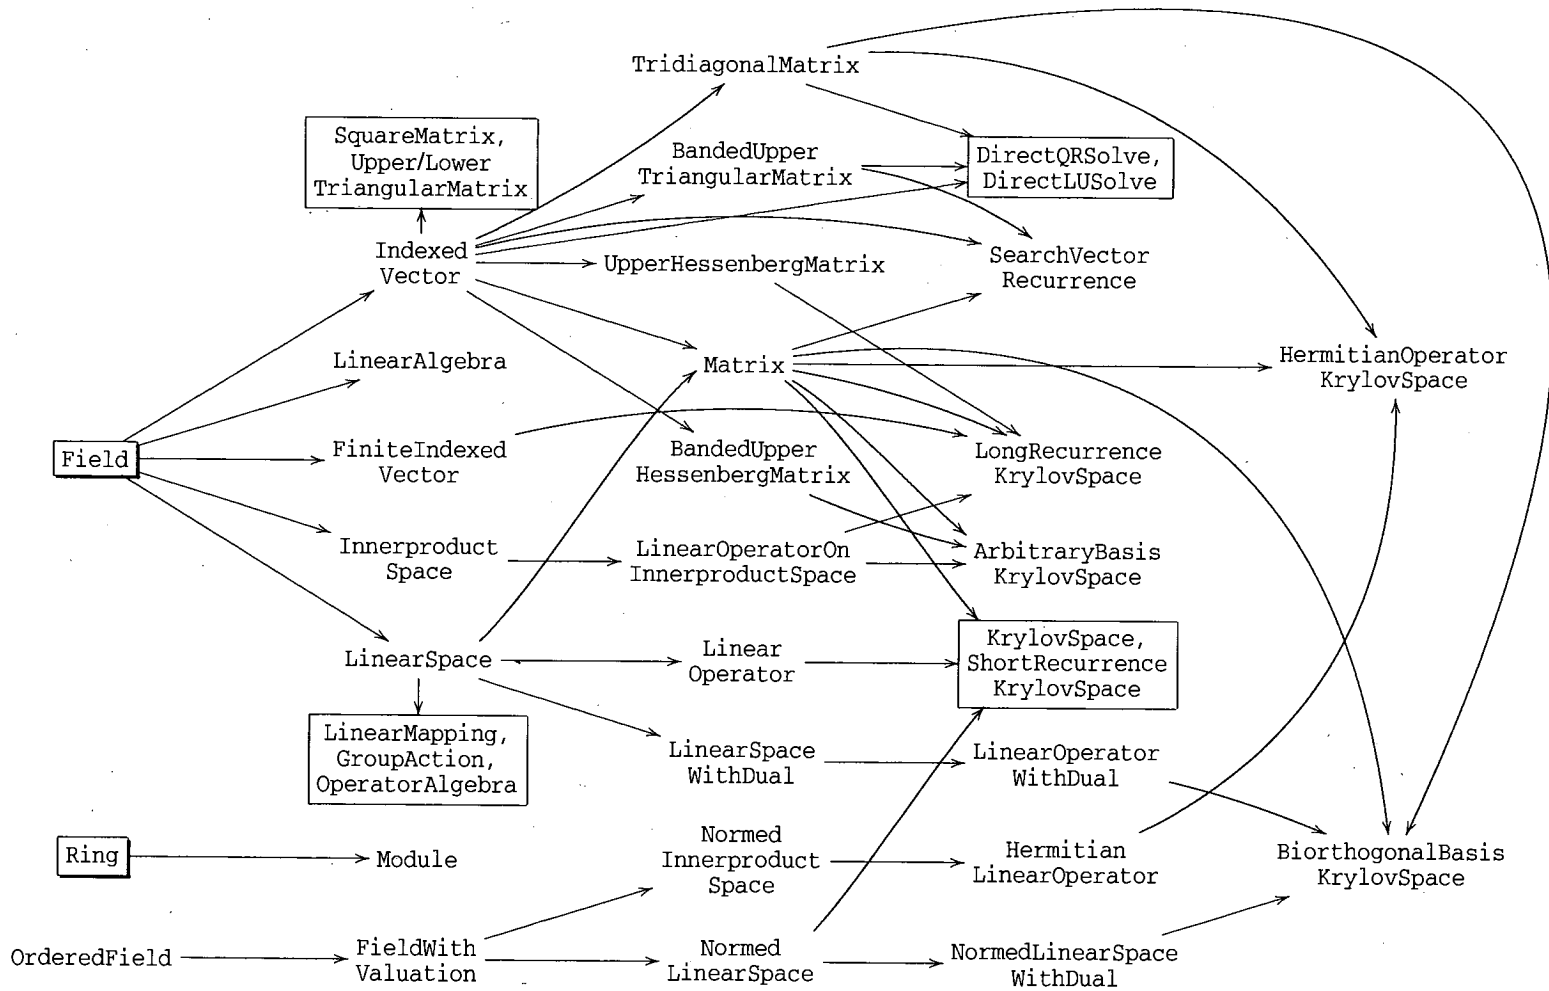 TridiagonalMatrix
SquareMatrix,
Upper/Lower
TriangularMatrix
BandedUpper
TriangularMatrix
DirectQRSolve,
DirectLUSolve
Indexed
Vector
UpperHessenbergMatrix
SearchVector
Recurrence
LinearAlgebra
Matrix
HermitianOperator
KrylovSpace
Field
FiniteIndexed
Vector
BandedUpper
HessenbergMatrix
LongRecurrence
KrylovSpace
Innerproduct
Space
LinearOperatorOn
InnerproductSpace
ArbitraryBasis
KrylovSpace
LinearSpace
Linear
Operator
KrylovSpace,
ShortRecurrence
KrylovSpace
LinearMapping,
GroupAction,
OperatorAlgebra
LinearSpace
WithDual
LinearOperator
WithDual
Ring
Module
Normed
Innerproduct
Space
Hermitian
LinearOperator
BiorthogonalBasis
KrylovSpace
OrderedField
FieldWith
Valuation
Normed
LinearSpace
NormedLinearSpace
WithDual